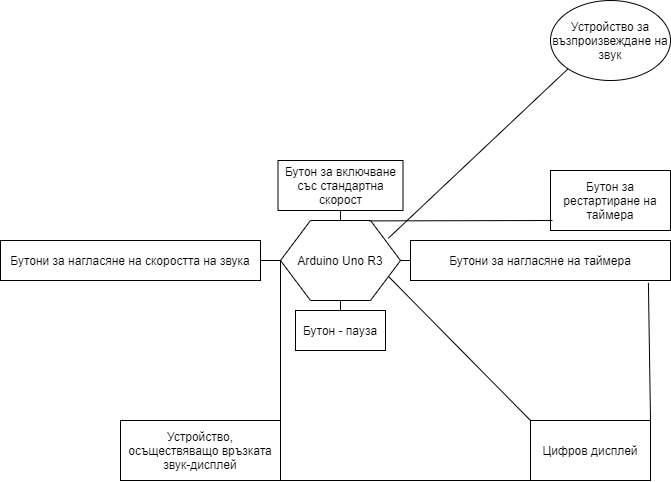 Устройство за
възпроизвеждане на
звук
Бутон за включване
със стандартна
скорост
Бутон за
рестартиране на
таймера
Бутони за нагласяне на скоростта на звука
Arduino Uno R3
Бутони за нагласяне на таймера
Бутон - пауза
Устройство,
осъществяващо връзката
звук-дисплей
Цифров дисплей